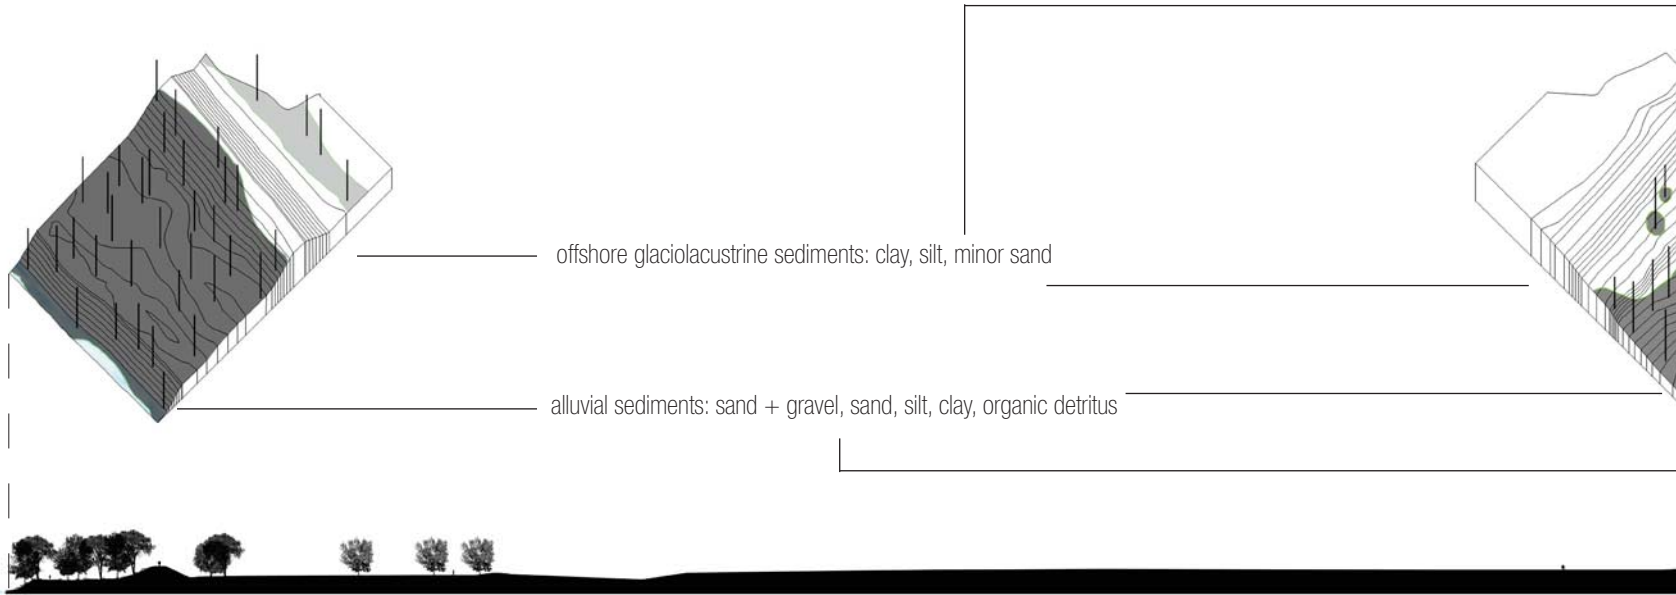 offshore glaciolacustrine sediments: clay, silt, minor sand
alluvial sediments: sand + gravel, sand, silt, clay, organic detritus